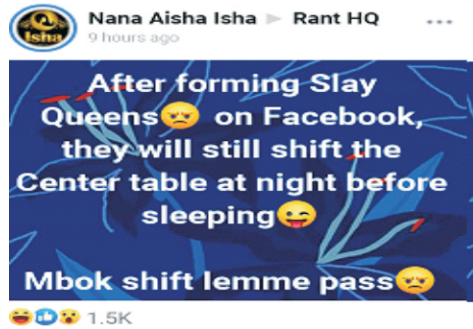 Isha
Nana Aisha Isha ▶ Rant HQ
9 hours ago
After forming Slay
Queens😠 on Facebook,
they will still shift the
Center table at night before
sleeping😜
Mbok shift lemme pass😠
1.5K